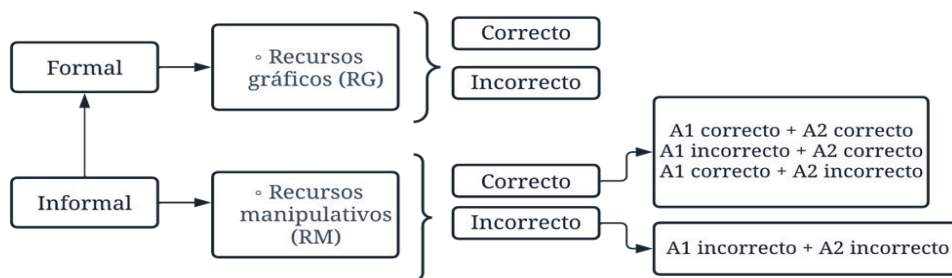 Formal
◦ Recursos
gráficos (RG)
Correcto
Incorrecto
Informal
◦ Recursos
manipulativos
(RM)
Correcto
Incorrecto
A1 correcto + A2 correcto
A1 incorrecto + A2 correcto
A1 correcto + A2 incorrecto
A1 incorrecto + A2 incorrecto